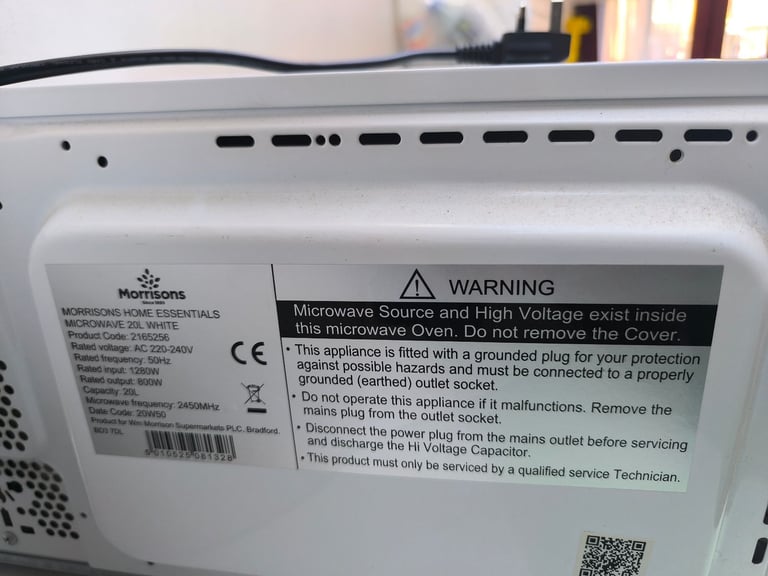 Morrisons
Since 1899
MORRISONS HOME ESSENTIALS
MICROWAVE 20L WHITE
Product Code: 2165256
Rated voltage: AC 220-240V
Rated frequency: 50Hz
Rated input: 1280W
Rated output: 800W
Capacity: 20L
Microwave frequency: 2450MHz
Date Code: 20W50
Product for Wm Morrison Supermarkets PLC, Bradford.
BD3 7DL
5 010525 081328
CE
WARNING
Microwave Source and High Voltage exist inside
this microwave Oven. Do not remove the Cover.
• This appliance is fitted with a grounded plug for your protection
against possible hazards and must be connected to a properly
grounded (earthed) outlet socket.
• Do not operate this appliance if it malfunctions. Remove the
mains plug from the outlet socket.
• Disconnect the power plug from the mains outlet before servicing
and discharge the Hi Voltage Capacitor.
• This product must only be serviced by a qualified service Technician.